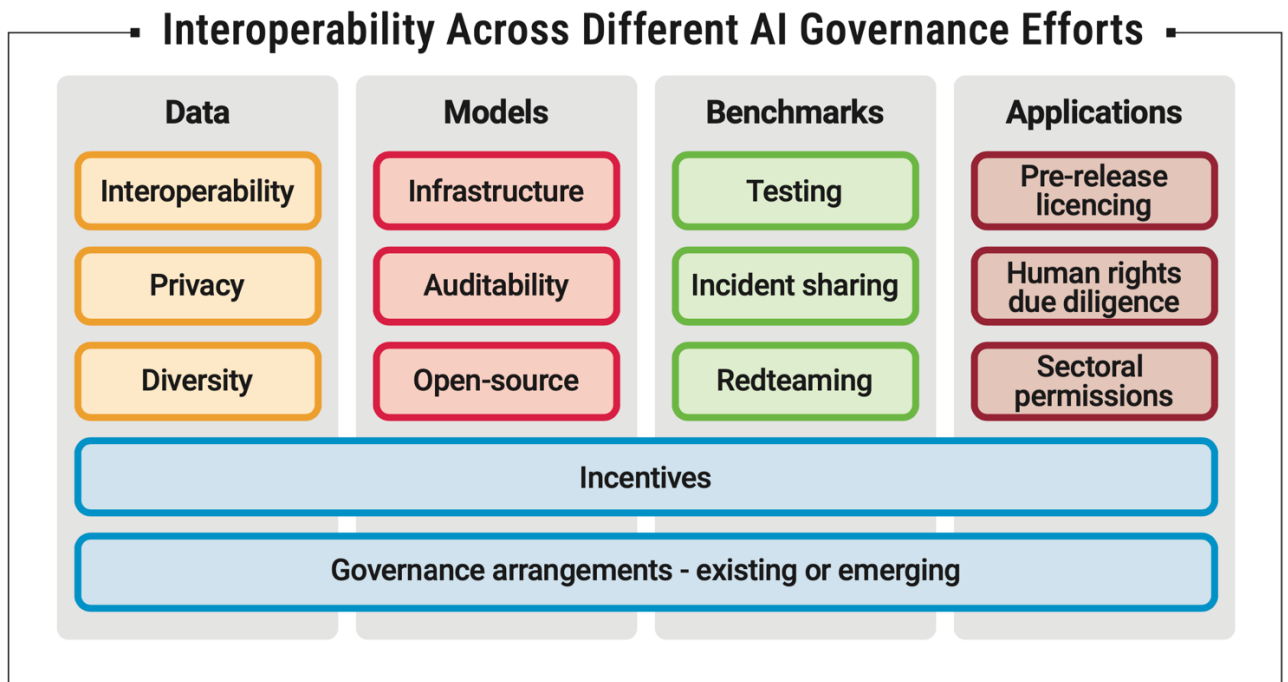 Interoperability Across Different AI Governance Efforts
Data
Models
Benchmarks
Applications
Interoperability
Infrastructure
Testing
Pre-release
licencing
Privacy
Auditability
Incident sharing
Human rights
due diligence
Diversity
Open-source
Redteaming
Sectoral
permissions
Incentives
Governance arrangements - existing or emerging